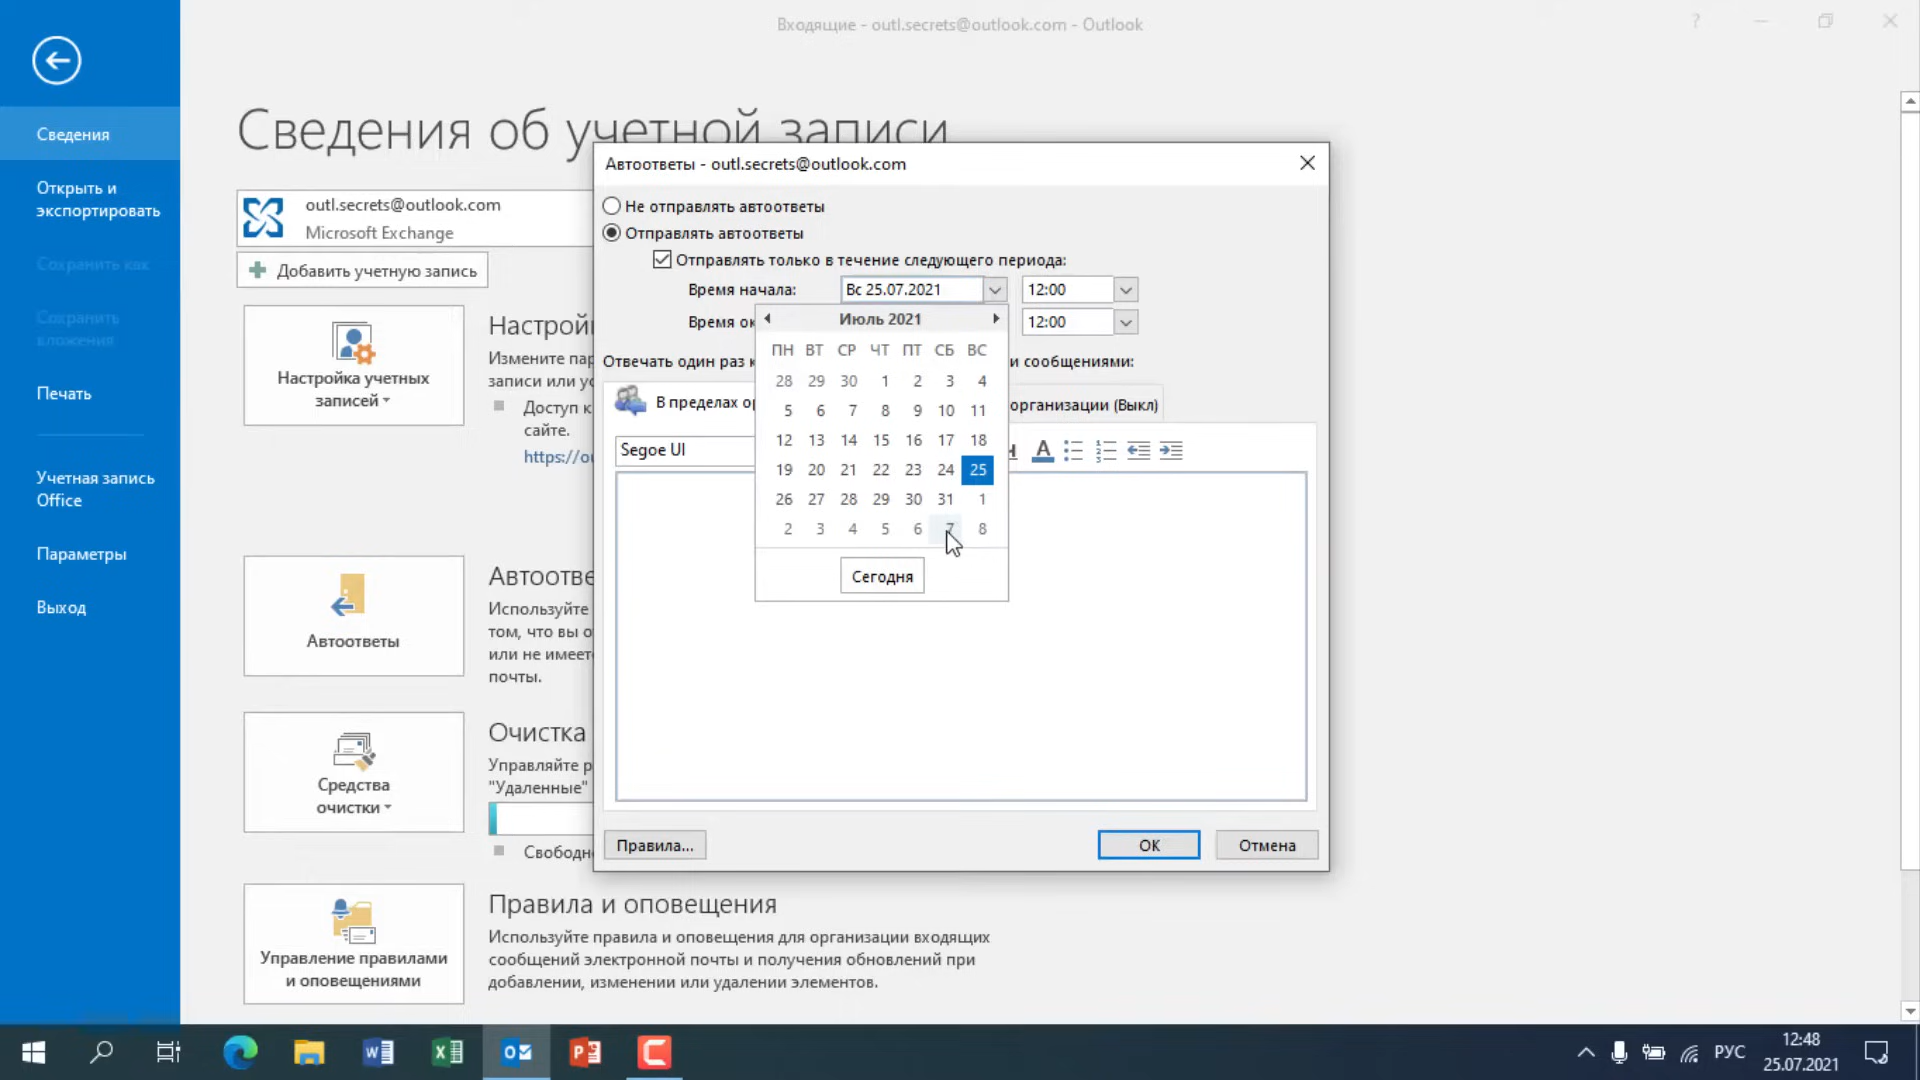 Входящие - outl.secrets@outlook.com - Outlook
?
Сведения
Открыть и
экспортировать
Сохранить как
Сохранить
вложения
Печать
Учетная запись
Office
Параметры
Выход
Сведения об учетной записи
outl.secrets@outlook.com
Microsoft Exchange
Добавить учетную запись
Настройка учетных
записей
Измените
записи или
Доступ к
сайте.
Автоответы
Используйте
том, что вы
или не
почты.
Средства
очистки
Очистка
Управляйте
"Удаленные"
Управление правилами
и оповещениями
Правила и оповещения
Используйте правила и оповещения для организации входящих
сообщений электронной почты и получения обновлений при
добавлении, изменении или удалении элементов.
Автоответы - outl.secrets@outlook.com
Не отправлять автоответы
Отправлять автоответы
Отправлять только в течение следующего периода:
Время начала: Вс 25.07.2021 12:00
Время 12:00
Июль 2021
ПН ВТ СР ЧТ ПТ СБ ВС
28 29 30 1 2 3 4
5 6 7 8 9 10 11
12 13 14 15 16 17 18
19 20 21 22 23 24 25
26 27 28 29 30 31 1
2 3 4 5 6 7 8
Сегодня
Отвечать один раз сообщениями:
В пределах организации (Выкл)
Segoe UI
Правила...
ОК
Отмена
РУС
12:48
25.07.2021